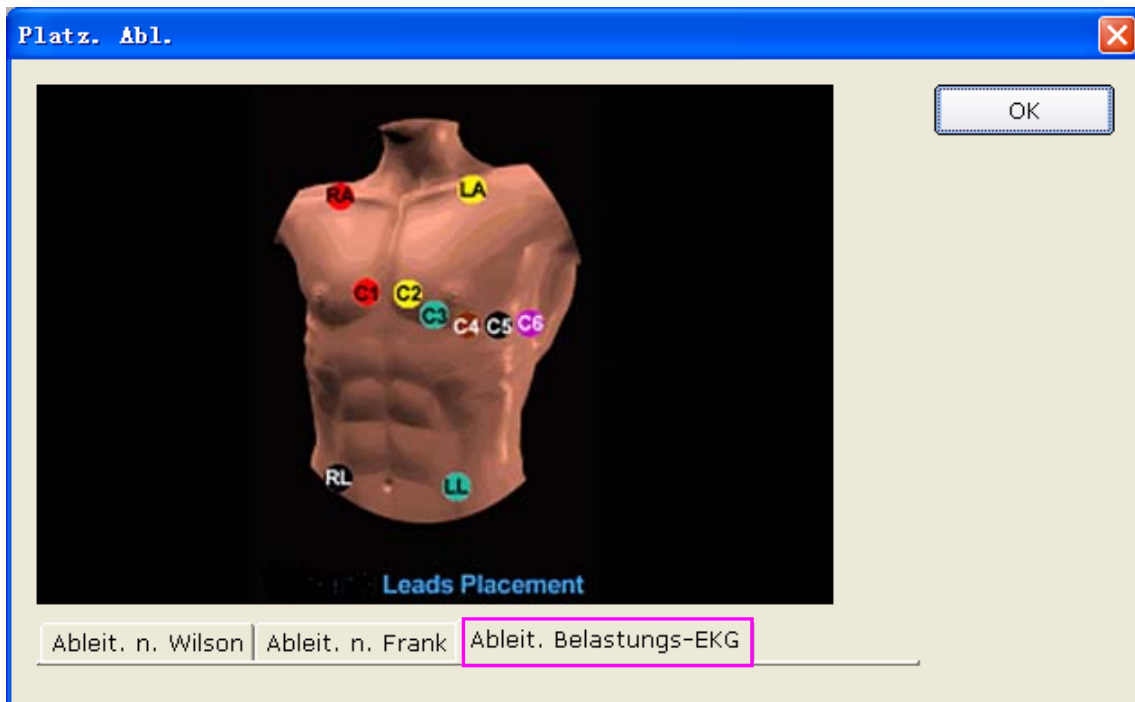 Platz. Abl.
OK
RA
LA
C1 C2
C3
C4 C5 C6
RL
LL
Leads Placement
Ableit. n. Wilson Ableit. n. Frank Ableit. Belastungs-EKG